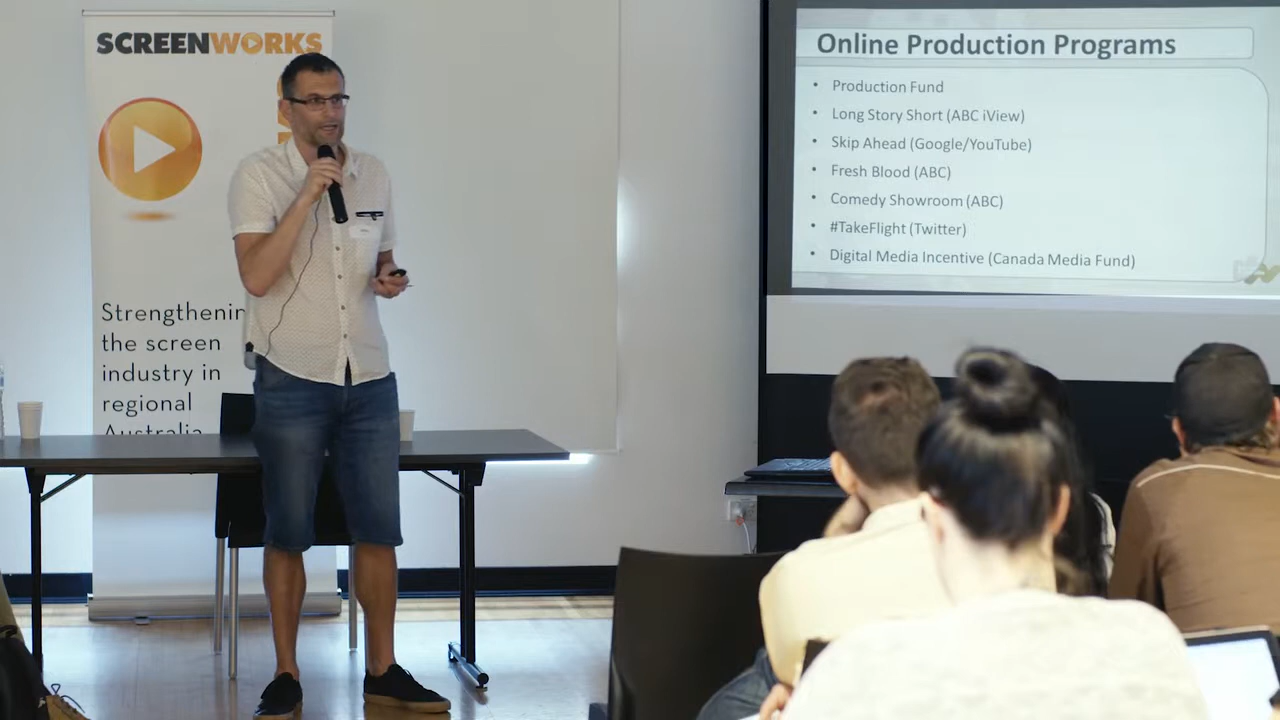 SCREENWORKS
Strengthenin
the screen
industry in
regional
Australia
Online Production Programs
• Production Fund
• Long Story Short (ABC iView)
• Skip Ahead (Google/YouTube)
• Fresh Blood (ABC)
• Comedy Showroom (ABC)
• #TakeFlight (Twitter)
• Digital Media Incentive (Canada Media Fund)